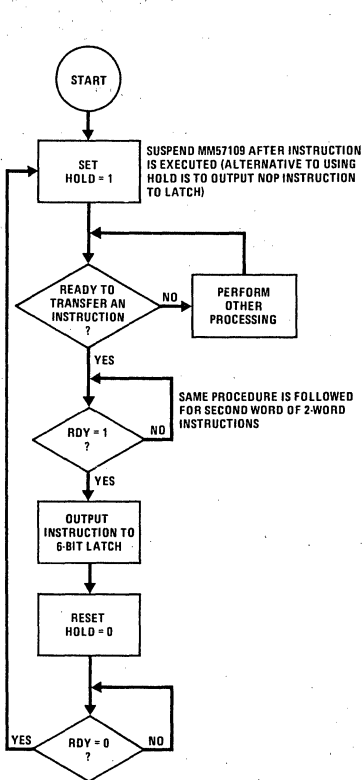 START
SET
HOLD = 1
SUSPEND MM57109 AFTER INSTRUCTION
IS EXECUTED (ALTERNATIVE TO USING
HOLD IS TO OUTPUT NOP INSTRUCTION
TO LATCH)
READY TO
TRANSFER AN
INSTRUCTION
?
NO
PERFORM
OTHER
PROCESSING
YES
SAME PROCEDURE IS FOLLOWED
FOR SECOND WORD OF 2-WORD
INSTRUCTIONS
RDY = 1
?
NO
YES
OUTPUT
INSTRUCTION TO
6-BIT LATCH
RESET
HOLD = 0
YES
RDY = 0
?
NO